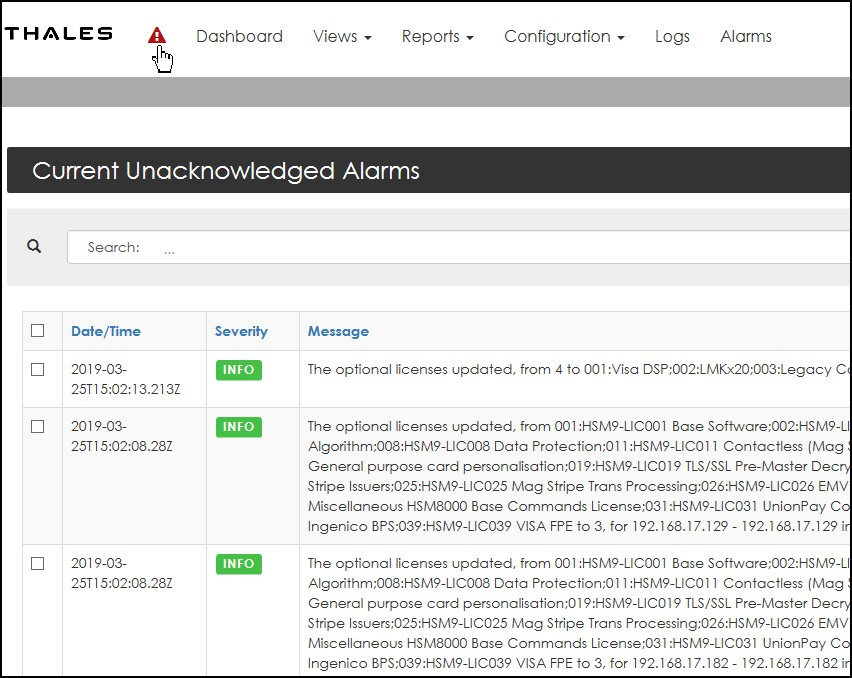 THALES
Dashboard Views Reports Configuration Logs Alarms
Current Unacknowledged Alarms
Search: ...
Date/Time Severity Message
2019-03-
25T15:02:13.213Z
INFO
The optional licenses updated, from 4 to 001:Visa DSP;002:LMKx20;003:Legacy
2019-03-
25T15:02:08.28Z
INFO
The optional licenses updated, from 001:HSM9-LIC001 Base Software;002:HSM9-
Algorithm;008:HSM9-LIC008 Data Protection;011:HSM9-LIC011 Contactless (Mag
General purpose card personalisation;019:HSM9-LIC019 TLS/SSL Pre-Master
Stripe Issuers;025:HSM9-LIC025 Mag Stripe Trans Processing;026:HSM9-LIC026 EMV
Miscellaneous HSM8000 Base Commands License;031:HSM9-LIC031 UnionPay
Ingenico BPS;039:HSM9-LIC039 VISA FPE to 3, for 192.168.17.129 - 192.168.17.129
2019-03-
25T15:02:08.28Z
INFO
The optional licenses updated, from 001:HSM9-LIC001 Base Software;002:HSM9-
Algorithm;008:HSM9-LIC008 Data Protection;011:HSM9-LIC011 Contactless (Mag
General purpose card personalisation;019:HSM9-LIC019 TLS/SSL Pre-Master
Stripe Issuers;025:HSM9-LIC025 Mag Stripe Trans Processing;026:HSM9-LIC026 EMV
Miscellaneous HSM8000 Base Commands License;031:HSM9-LIC031 UnionPay
Ingenico BPS;039:HSM9-LIC039 VISA FPE to 3, for 192.168.17.182 - 192.168.17.182